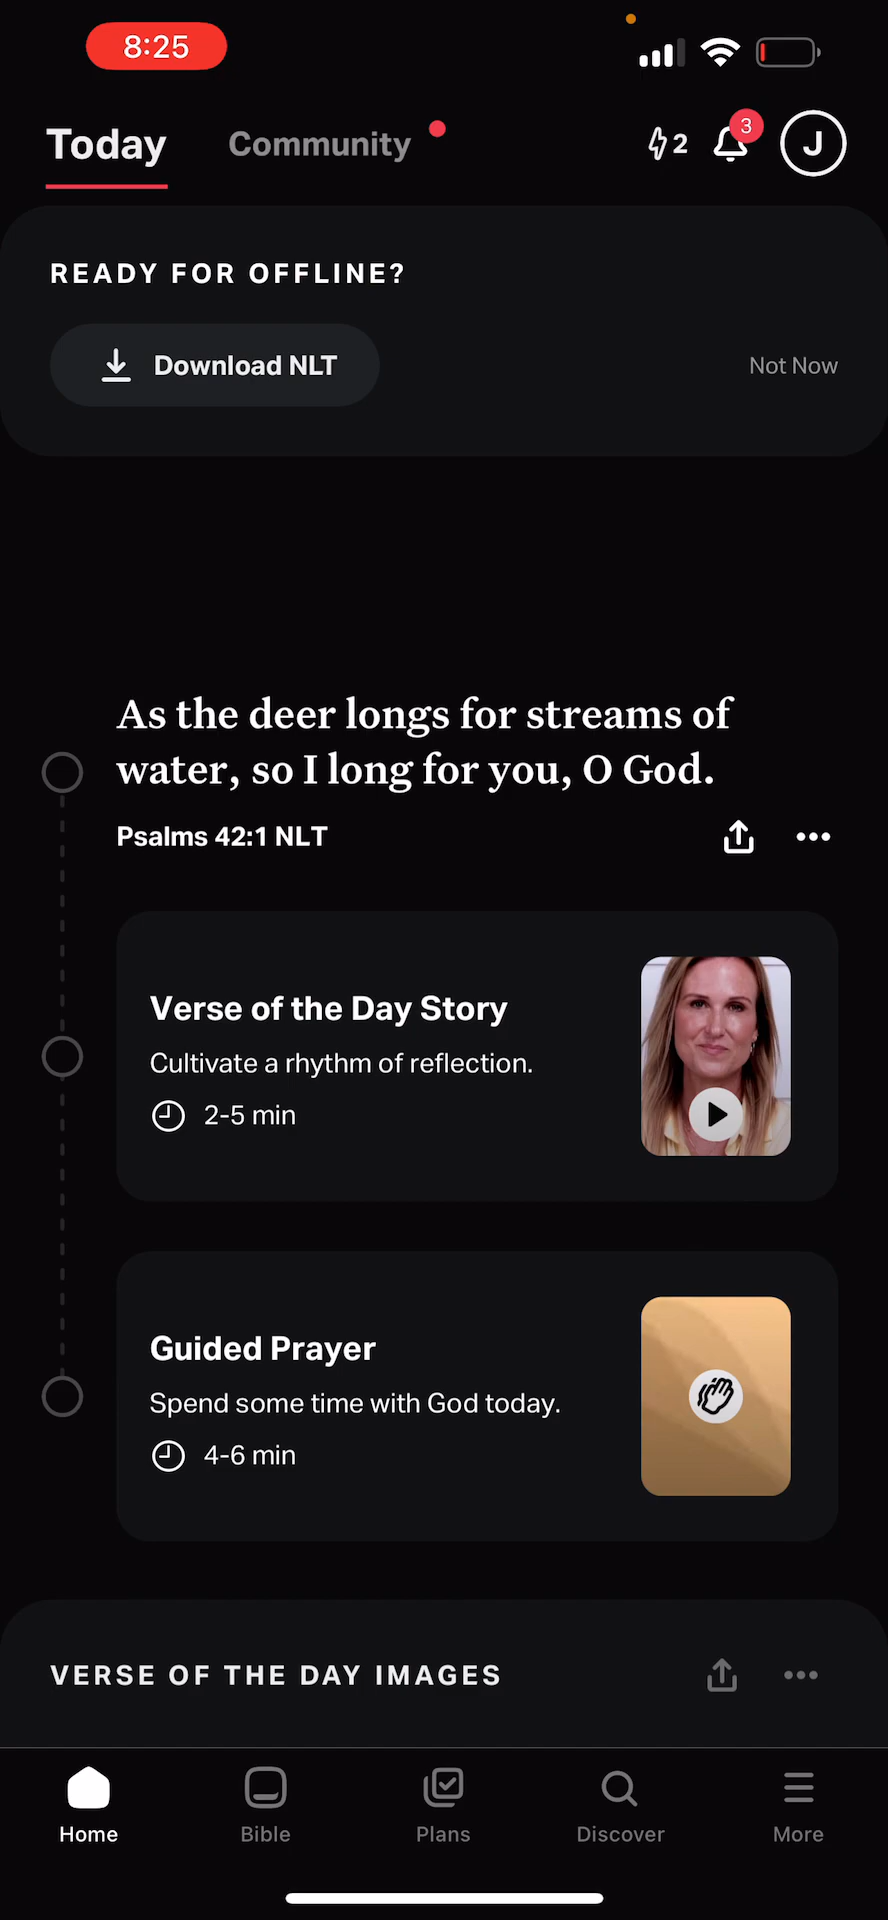 8:25
Today
Community
2
3
J
READY FOR OFFLINE?
Download NLT
Not Now
As the deer longs for streams of
water, so I long for you, O God.
Psalms 42:1 NLT
Verse of the Day Story
Cultivate a rhythm of reflection.
2-5 min
Guided Prayer
Spend some time with God today.
4-6 min
VERSE OF THE DAY IMAGES
Home
Bible
Plans
Discover
More